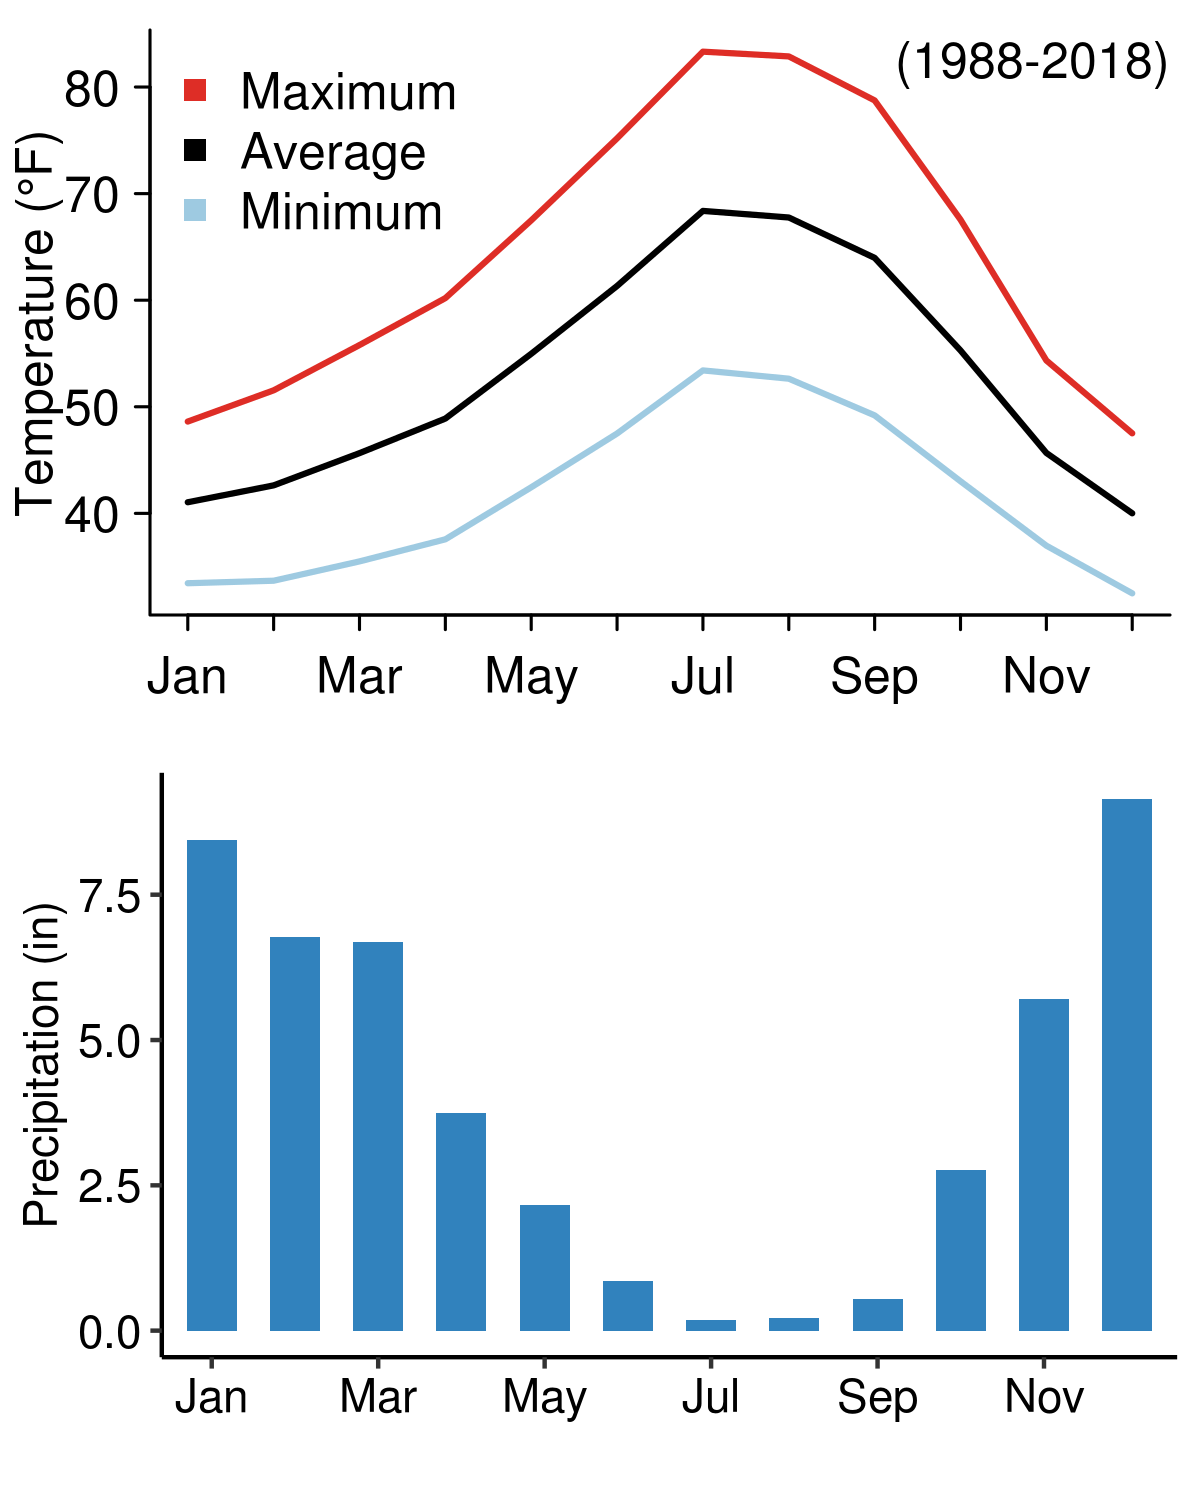 (1988-2018)
Maximum
Average
Minimum
Temperature (°F)
80
70
60
50
40
Jan Mar May Jul Sep Nov
Precipitation (in)
7.5
5.0
2.5
0.0
Jan Mar May Jul Sep Nov